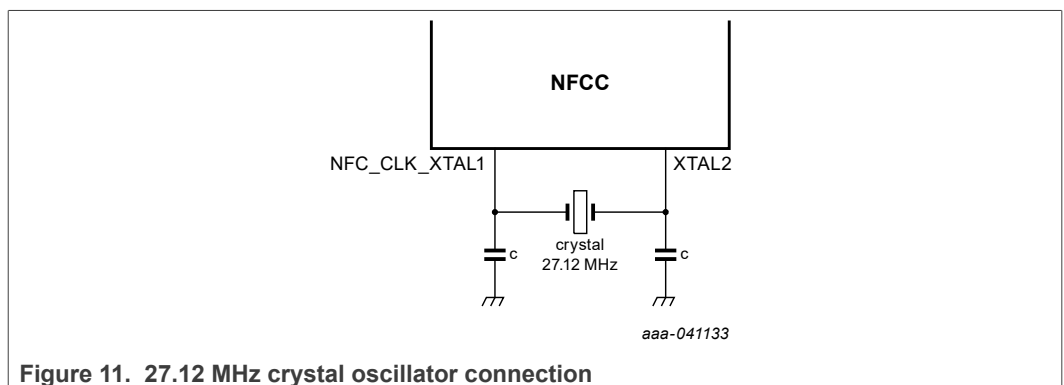 NFCC
NFC_CLK_XTAL1
XTAL2
c
crystal
27.12 MHz
c
aaa-041133
Figure 11. 27.12 MHz crystal oscillator connection